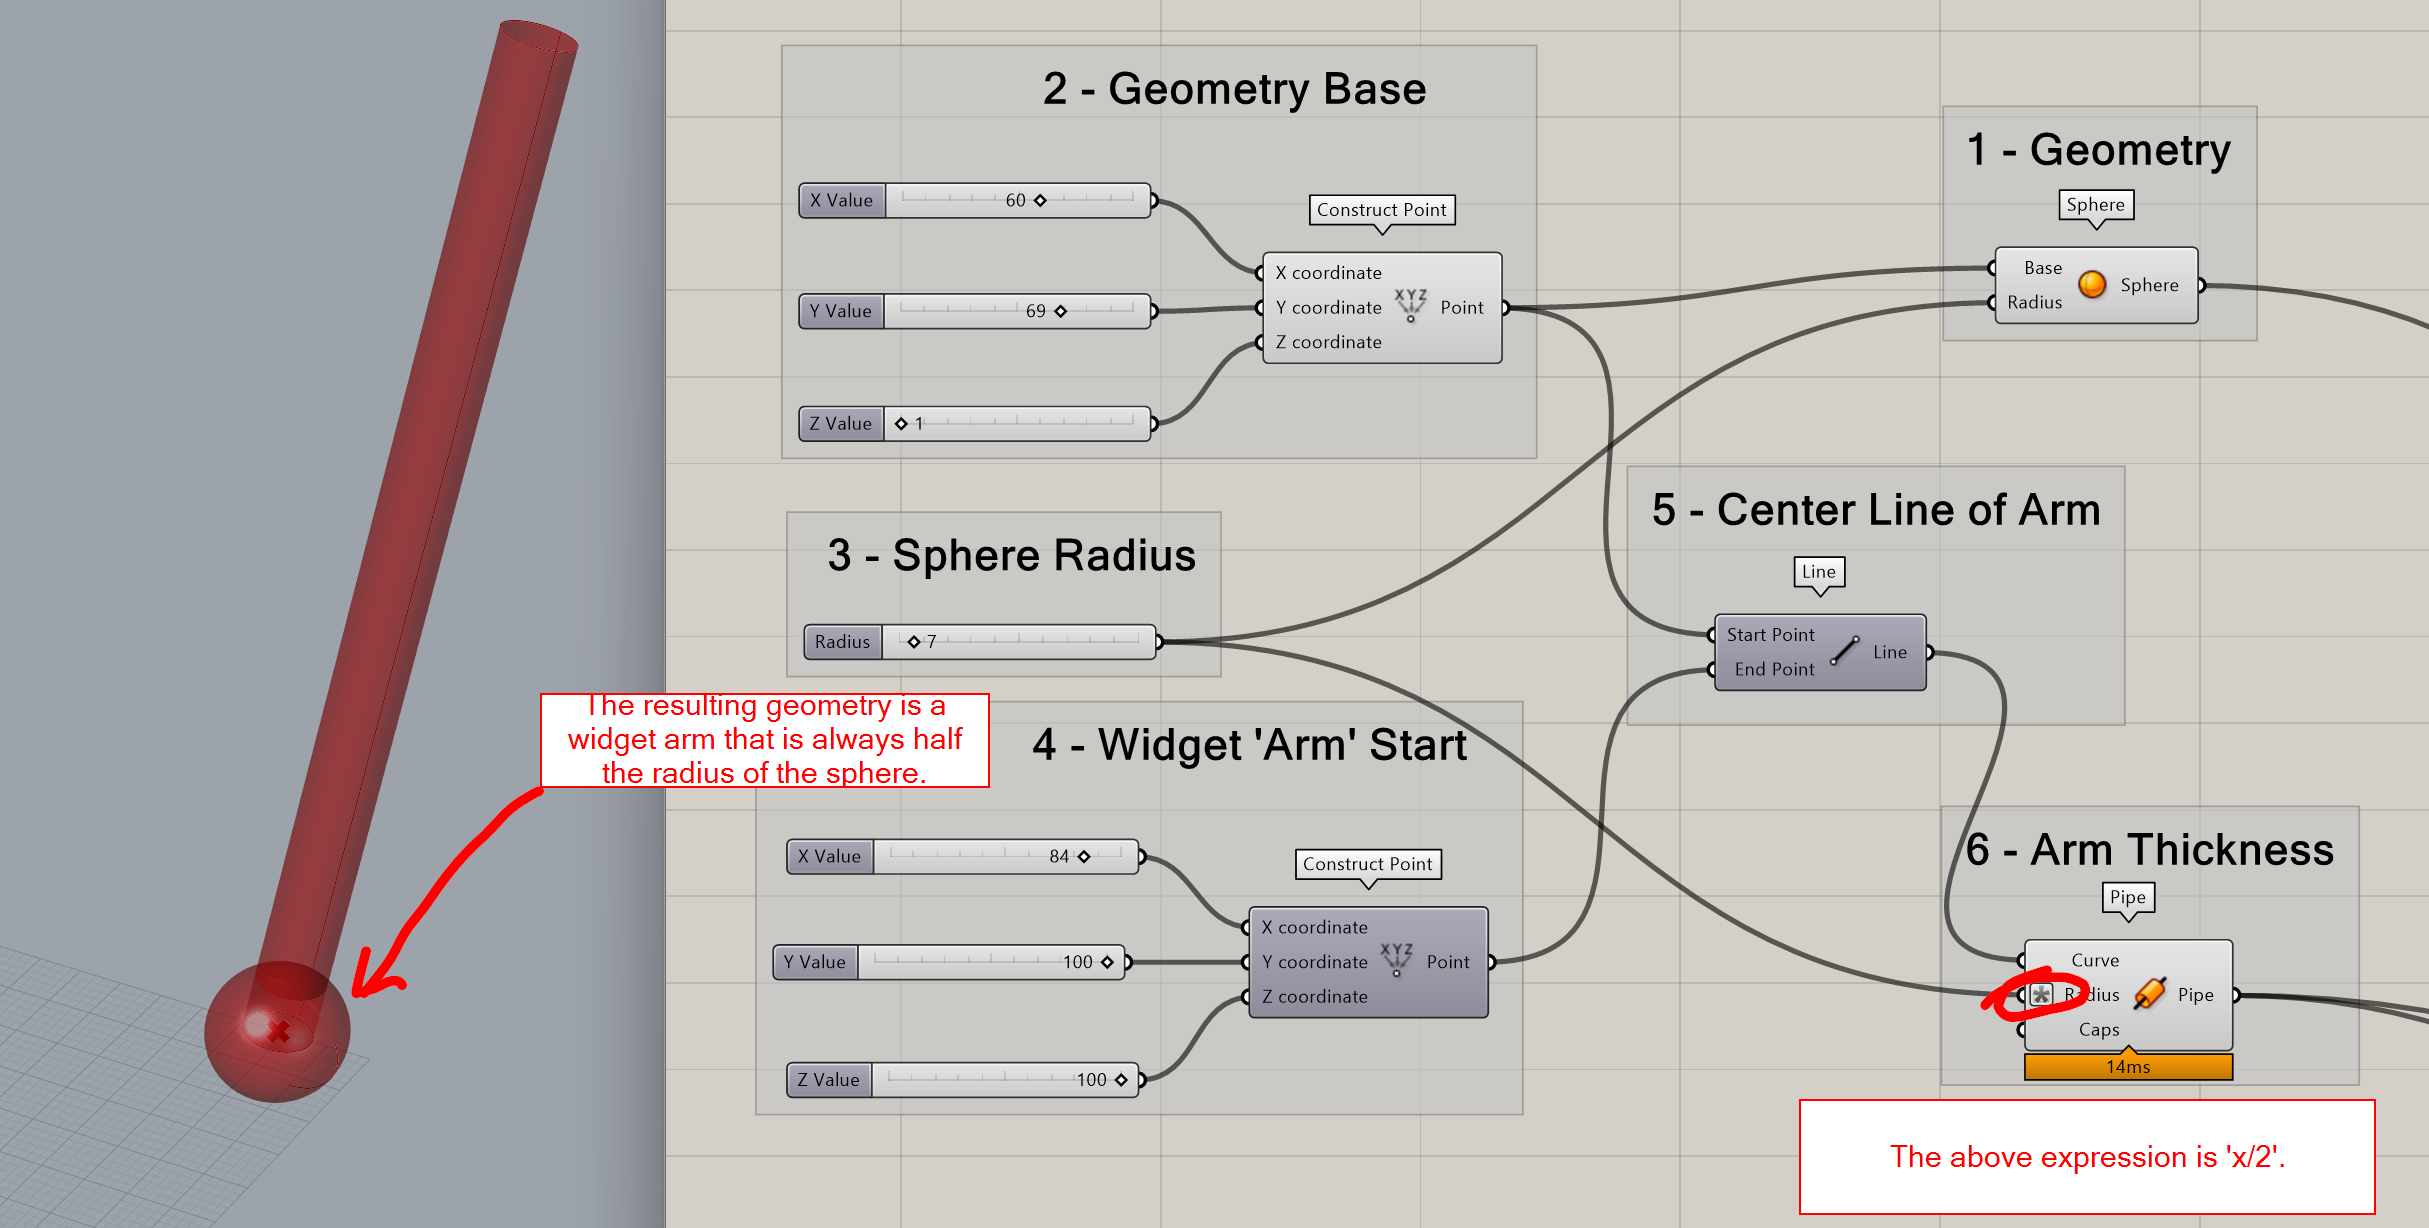 2 - Geometry Base
X Value 60
Y Value 69
Z Value 1
Construct Point
X coordinate
Y coordinate
Z coordinate
XYZ
Point
1 - Geometry
Sphere
Base
Radius
Sphere
3 - Sphere Radius
Radius 7
5 - Center Line of Arm
Line
Start Point
End Point
Line
The resulting geometry is a
widget arm that is always half
the radius of the sphere.
4 - Widget 'Arm' Start
X Value 84
Y Value 100
Z Value 100
Construct Point
X coordinate
Y coordinate
Z coordinate
XYZ
Point
6 - Arm Thickness
Pipe
Curve
* Radius
Caps
Pipe
14ms
The above expression is 'x/2'.